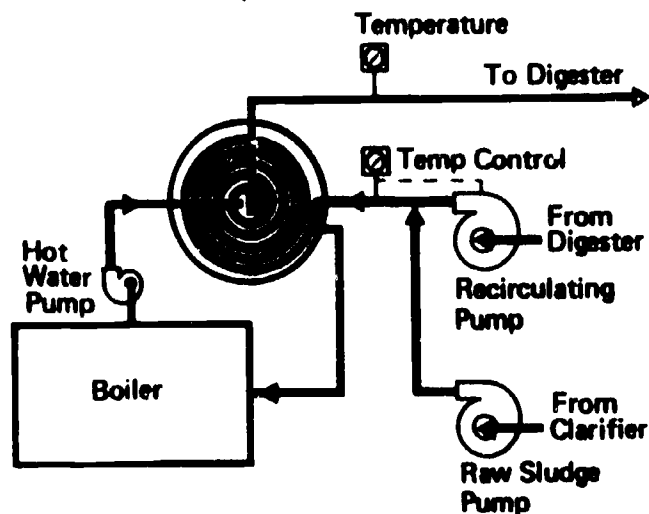 Temperature
To Digester
Temp Control
From
Digester
Hot
Water
Pump
Recirculating
Pump
Boiler
From
Clarifier
Raw Sludge
Pump